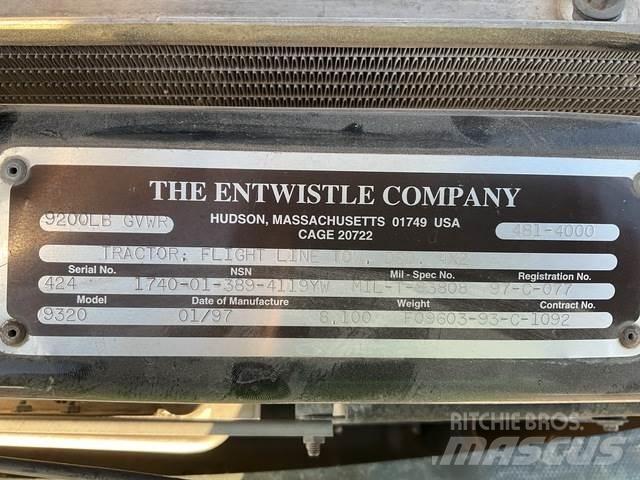 THE ENTWISTLE COMPANY
9200LB GVWR HUDSON, MASSACHUSETTS 01749 USA 481-4000
CAGE 20722
TRACTOR; FLIGHT LINE 4X2
Serial No. NSN Mil - Spec No. Registration No.
424 1740-01-389-4119YW 97-C-077
Model Date of Manufacture Weight Contract No.
9320 01/97 8,100 F09603-93-C-1092
RITCHIE BROS.
MASCUS